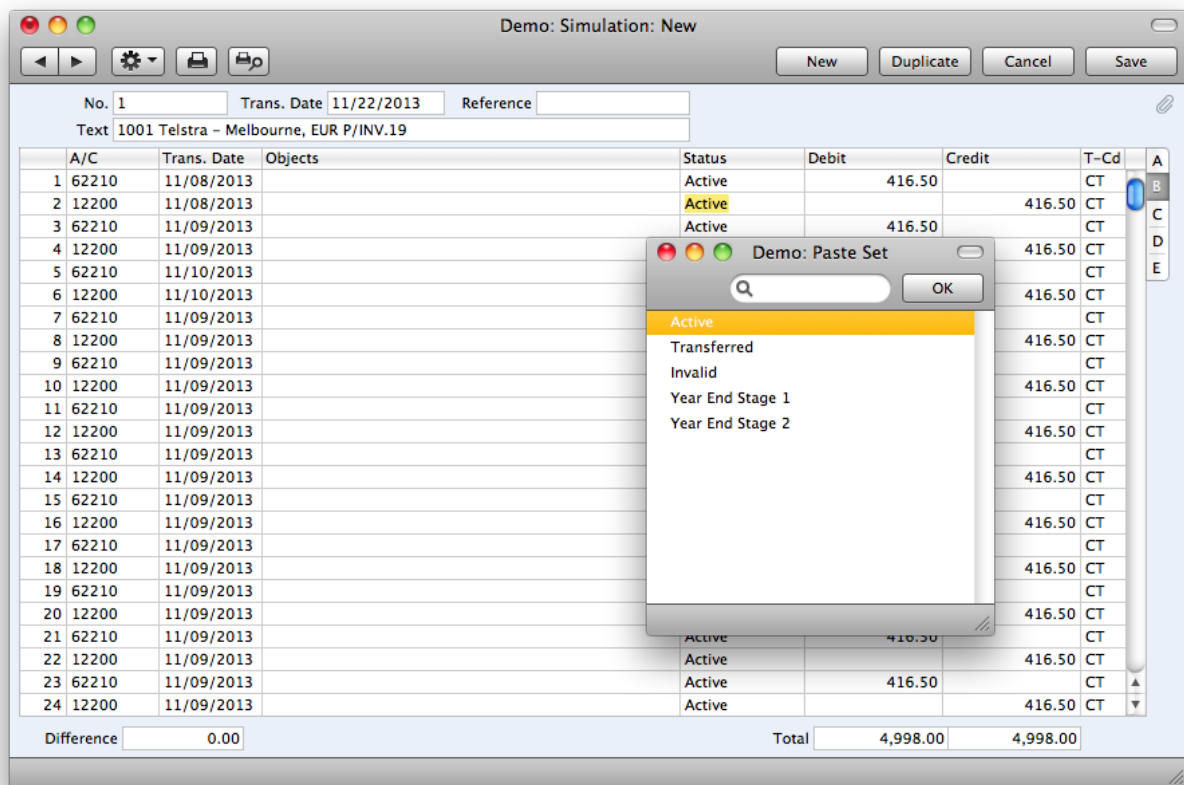 Demo: Simulation: New
New Duplicate Cancel Save
No. 1 Trans. Date 11/22/2013 Reference
Text 1001 Telstra – Melbourne, EUR P/INV.19
A/C Trans. Date Objects Status Debit Credit T-Cd A
1 62210 11/08/2013 Active 416.50 CT B
2 12200 11/08/2013 Active 416.50 CT
3 62210 11/08/2013 Active 416.50 CT C
4 12200 11/09/2013 416.50 CT D
5 62210 11/10/2013 CT E
6 12200 11/10/2013 416.50 CT
7 62210 11/09/2013 CT
8 12200 11/09/2013 416.50 CT
9 62210 11/09/2013 CT
10 12200 11/09/2013 416.50 CT
11 62210 11/09/2013 CT
12 12200 11/09/2013 416.50 CT
13 62210 11/09/2013 CT
14 12200 11/09/2013 416.50 CT
15 62210 11/09/2013 CT
16 12200 11/09/2013 416.50 CT
17 62210 11/09/2013 CT
18 12200 11/09/2013 416.50 CT
19 62210 11/09/2013 CT
20 12200 11/09/2013 416.50 CT
21 62210 11/09/2013 Active 416.50 CT
22 12200 11/09/2013 Active 416.50 CT
23 62210 11/09/2013 Active 416.50 CT
24 12200 11/09/2013 Active 416.50 CT
Difference 0.00 Total 4,998.00 4,998.00
Demo: Paste Set
OK
Active
Transferred
Invalid
Year End Stage 1
Year End Stage 2